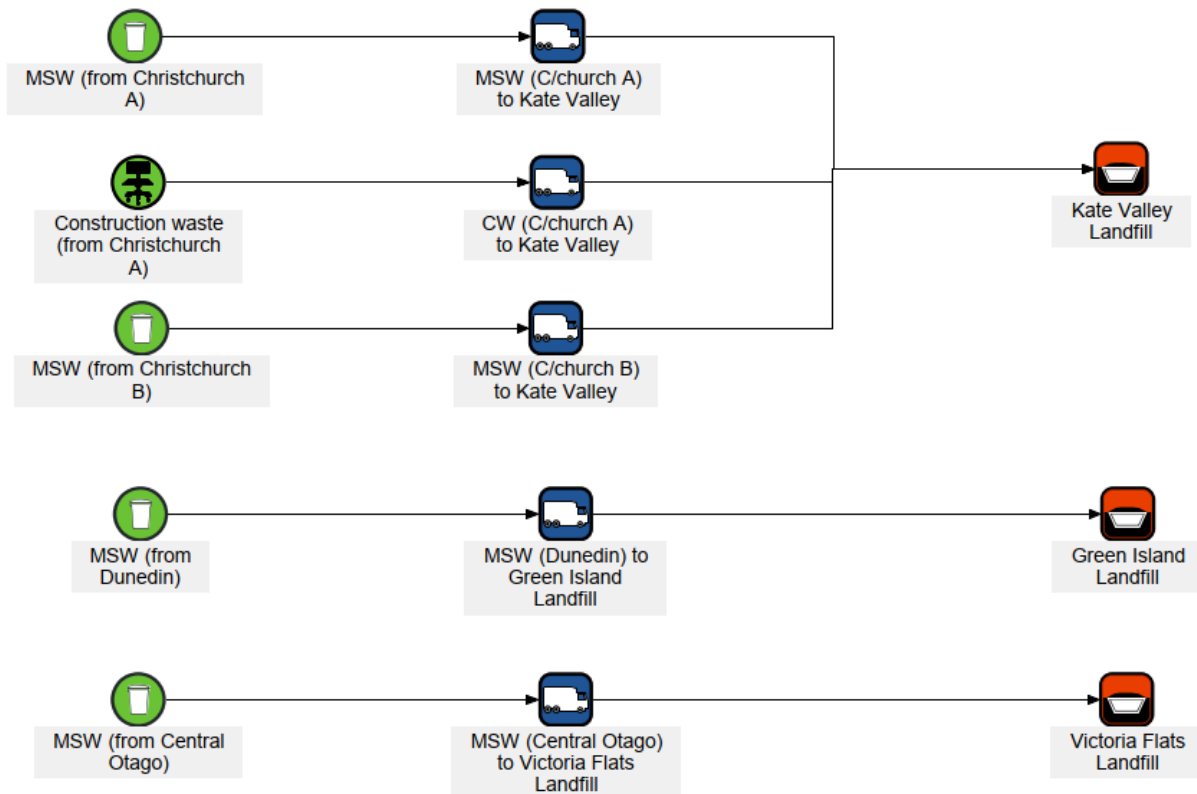 MSW (from Christchurch
A)
MSW (C/church A)
to Kate Valley
Construction waste
(from Christchurch
A)
CW (C/church A)
to Kate Valley
Kate Valley
Landfill
MSW (from Christchurch
B)
MSW (C/church B)
to Kate Valley
MSW (from
Dunedin)
MSW (Dunedin) to
Green Island
Landfill
Green Island
Landfill
MSW (from Central
Otago)
MSW (Central Otago)
to Victoria Flats
Landfill
Victoria Flats
Landfill